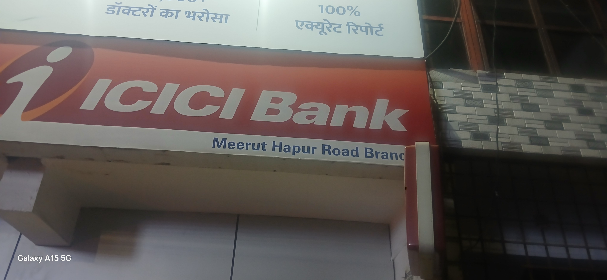 डॉक्टरों का भरोसा
100%
एक्यूरेट रिपोर्ट
i ICICI Bank
Meerut Hapur Road Branc
Galaxy A15 5G